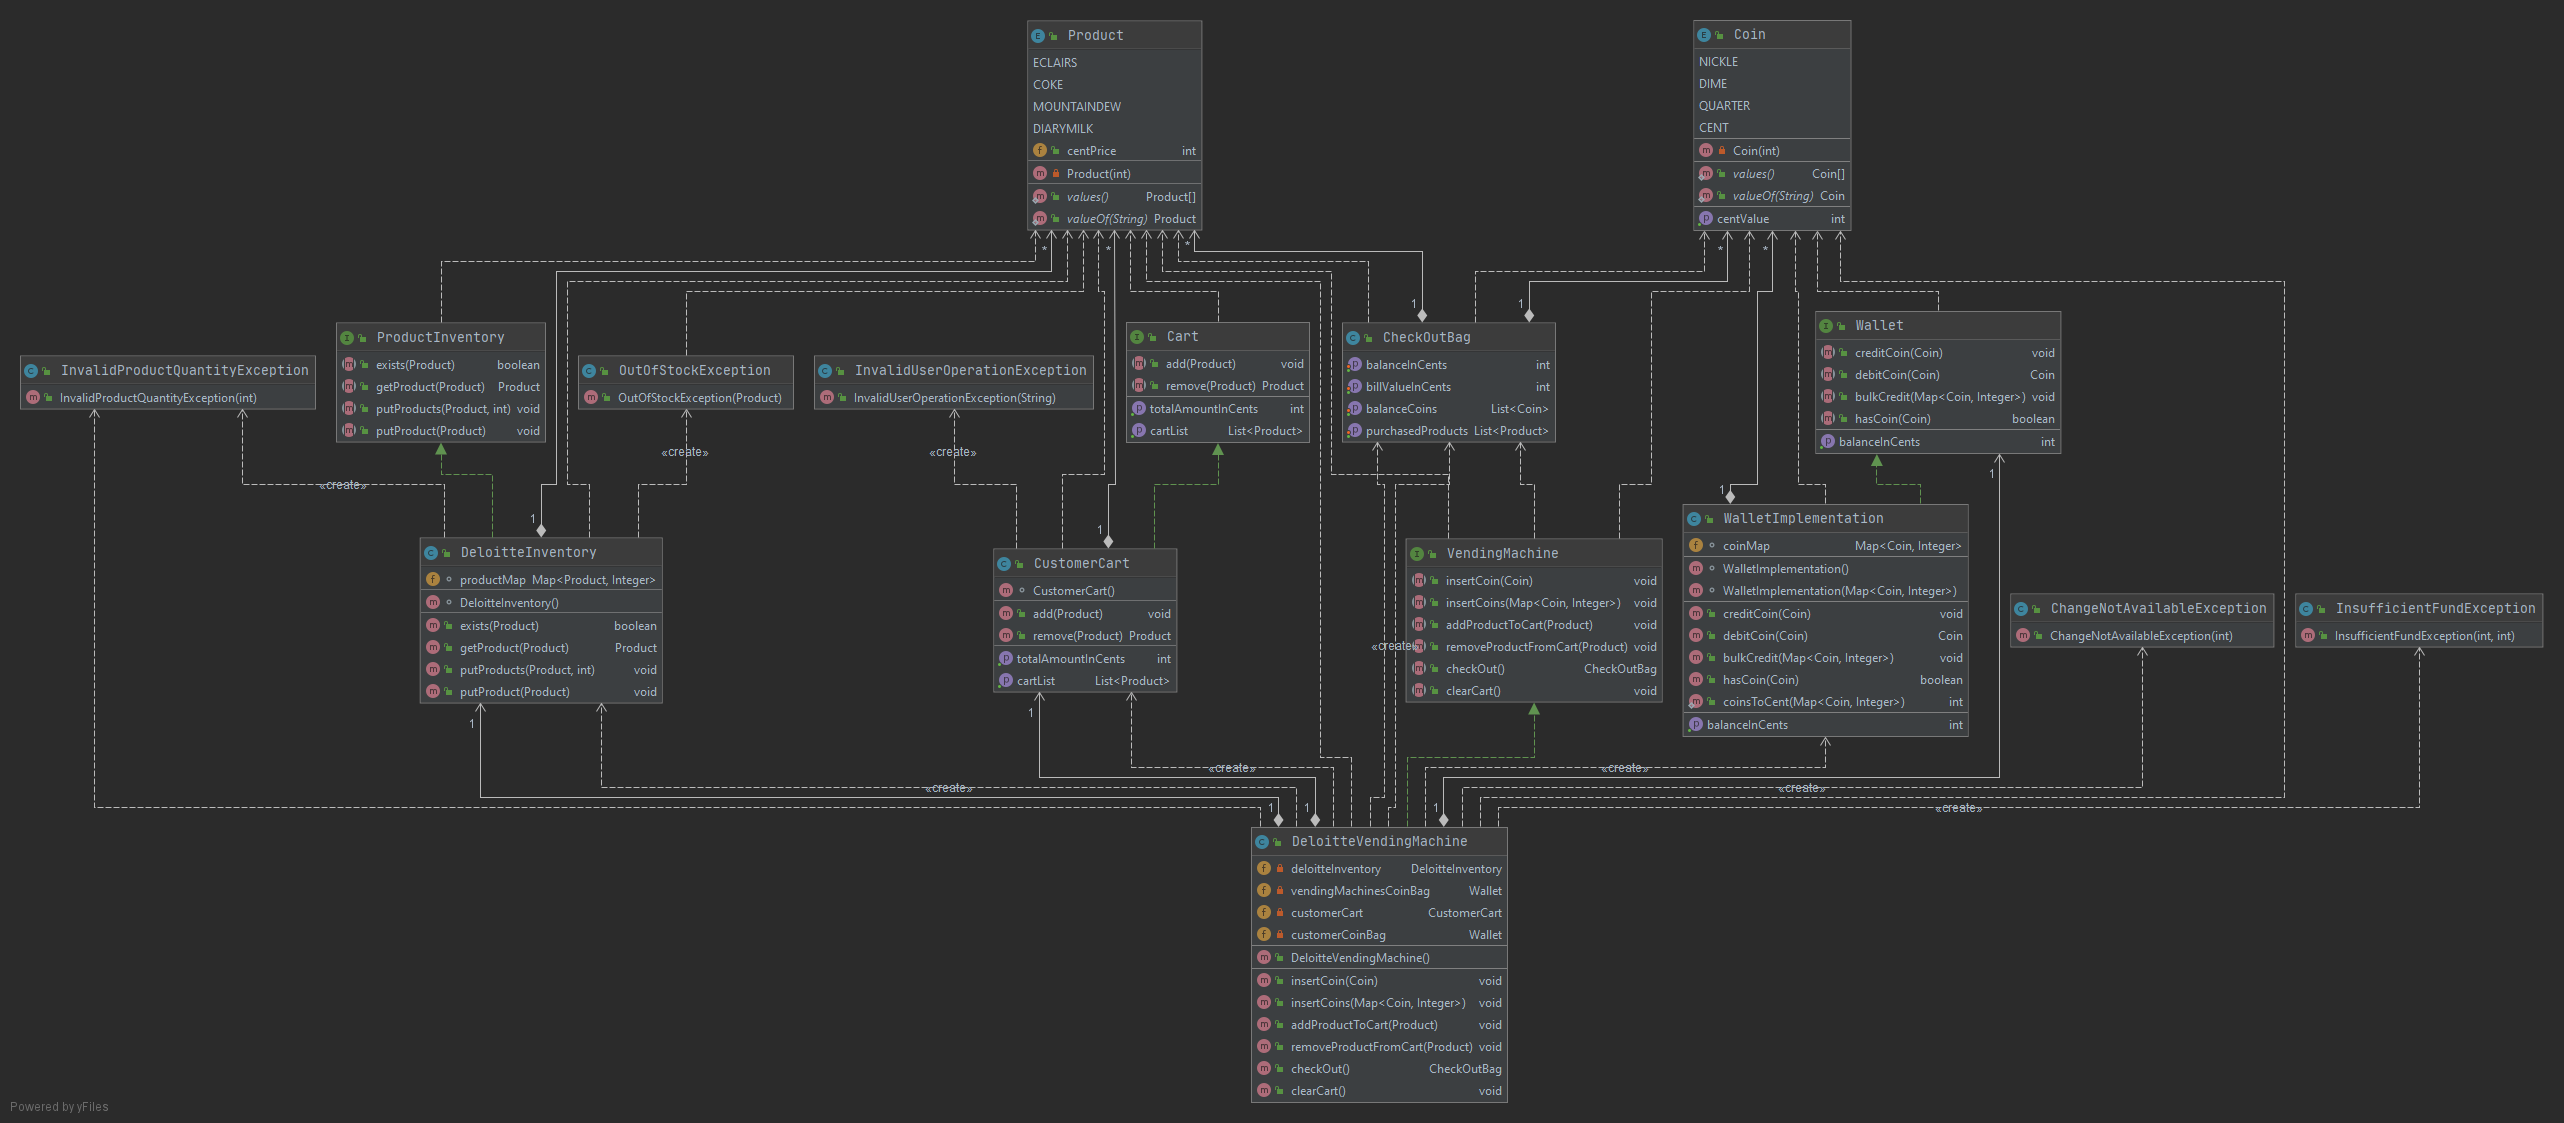 Product
ECLAIRS
COKE
MOUNTAINDEW
DIARYMILK
centPrice int
Product(int)
values() Product[]
valueOf(String) Product
Coin
NICKLE
DIME
QUARTER
CENT
Coin(int)
values() Coin[]
valueOf(String) Coin
centValue int
*
*
*
*
*
1
1
1
InvalidProductQuantityException
InvalidProductQuantityException(int)
ProductInventory
exists(Product) boolean
getProduct(Product) Product
putProducts(Product, int) void
putProduct(Product) void
OutOfStockException
OutOfStockException(Product)
InvalidUserOperationException
InvalidUserOperationException(String)
Cart
add(Product) void
remove(Product) Product
totalAmountInCents int
cartList List<Product>
CheckOutBag
balanceInCents int
billValueInCents int
balanceCoins List<Coin>
purchasedProducts List<Product>
Wallet
creditCoin(Coin) void
debitCoin(Coin) Coin
bulkCredit(Map<Coin, Integer>) void
hasCoin(Coin) boolean
balanceInCents int
«create»
«create»
«create»
1
1
1
DeloitteInventory
productMap Map<Product, Integer>
DeloitteInventory()
exists(Product) boolean
getProduct(Product) Product
putProducts(Product, int) void
putProduct(Product) void
CustomerCart
CustomerCart()
add(Product) void
remove(Product) Product
totalAmountInCents int
cartList List<Product>
VendingMachine
insertCoin(Coin) void
insertCoins(Map<Coin, Integer>) void
addProductToCart(Product) void
removeProductFromCart(Product) void
checkOut() CheckOutBag
clearCart() void
«create»
WalletImplementation
coinMap Map<Coin, Integer>
WalletImplementation()
WalletImplementation(Map<Coin, Integer>)
creditCoin(Coin) void
debitCoin(Coin) Coin
bulkCredit(Map<Coin, Integer>) void
hasCoin(Coin) boolean
coinsToCent(Map<Coin, Integer>) int
balanceInCents int
ChangeNotAvailableException
ChangeNotAvailableException(int)
InsufficientFundException
InsufficientFundException(int, int)
1
1
«create»
«create»
«create»
«create»
«create»
1
1
1
DeloitteVendingMachine
deloitteInventory DeloitteInventory
vendingMachinesCoinBag Wallet
customerCart CustomerCart
customerCoinBag Wallet
DeloitteVendingMachine()
insertCoin(Coin) void
insertCoins(Map<Coin, Integer>) void
addProductToCart(Product) void
removeProductFromCart(Product) void
checkOut() CheckOutBag
clearCart() void
Powered by yFiles